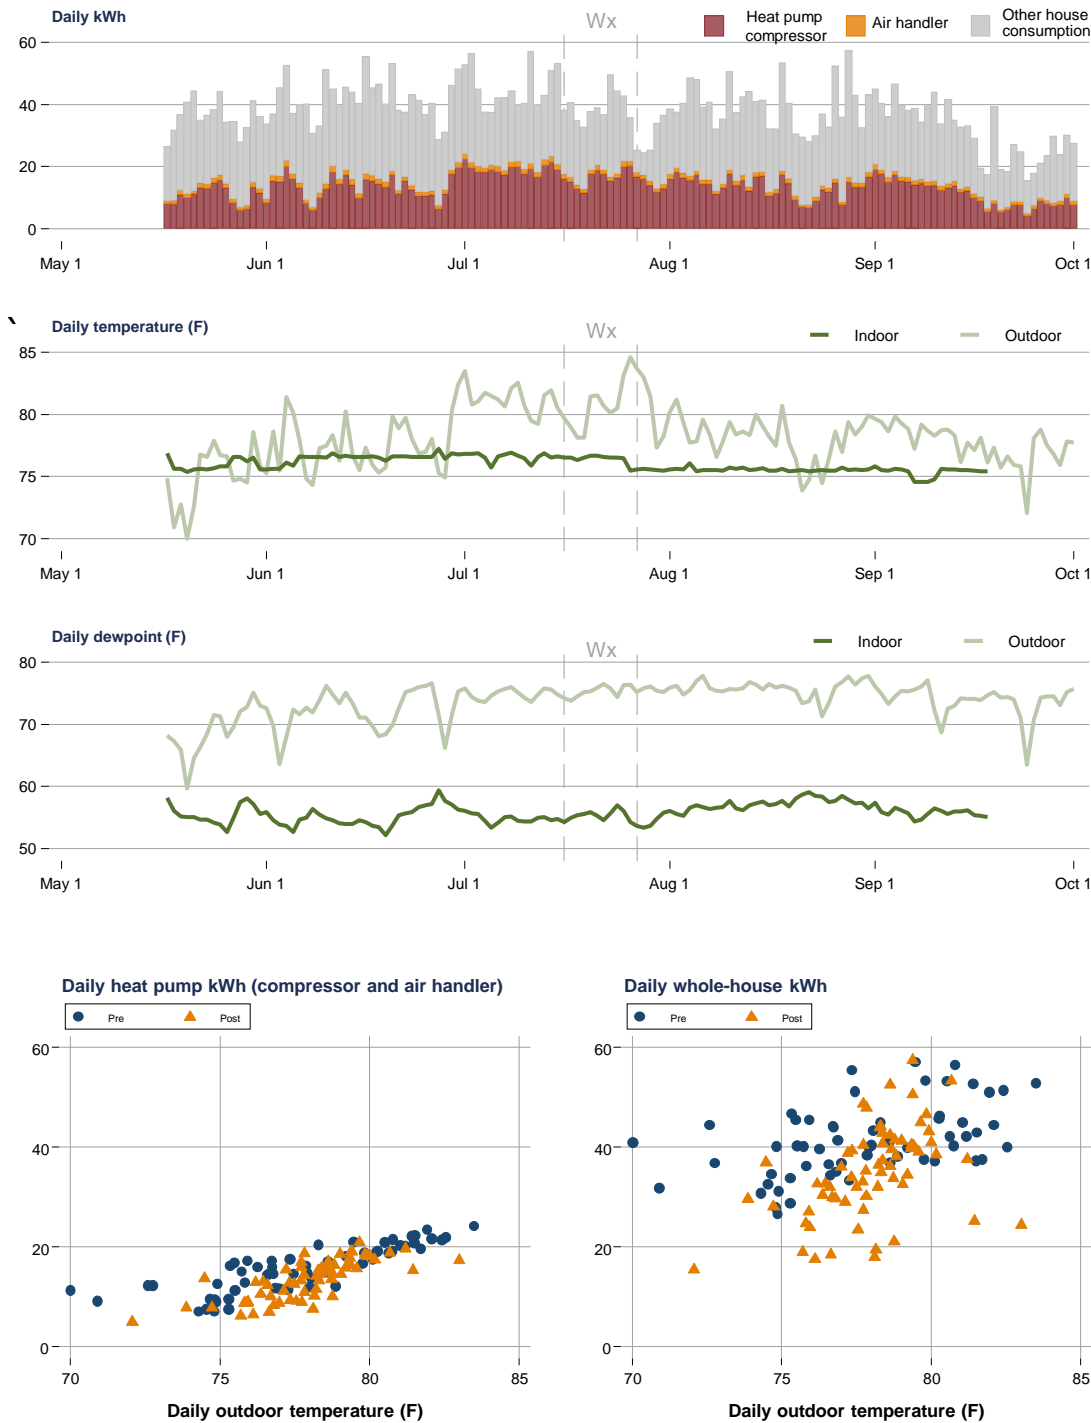 Daily kWh
Wx
Heat pump compressor
Air handler
Other house consumption
60
40
20
0
May 1
Jun 1
Jul 1
Aug 1
Sep 1
Oct 1
`
Daily temperature (F)
Wx
Indoor
Outdoor
85
80
75
70
May 1
Jun 1
Jul 1
Aug 1
Sep 1
Oct 1
Daily dewpoint (F)
Wx
Indoor
Outdoor
80
70
60
50
May 1
Jun 1
Jul 1
Aug 1
Sep 1
Oct 1
Daily heat pump kWh (compressor and air handler)
Pre
Post
60
40
20
0
70
75
80
85
Daily outdoor temperature (F)
Daily whole-house kWh
Pre
Post
60
40
20
0
70
75
80
85
Daily outdoor temperature (F)